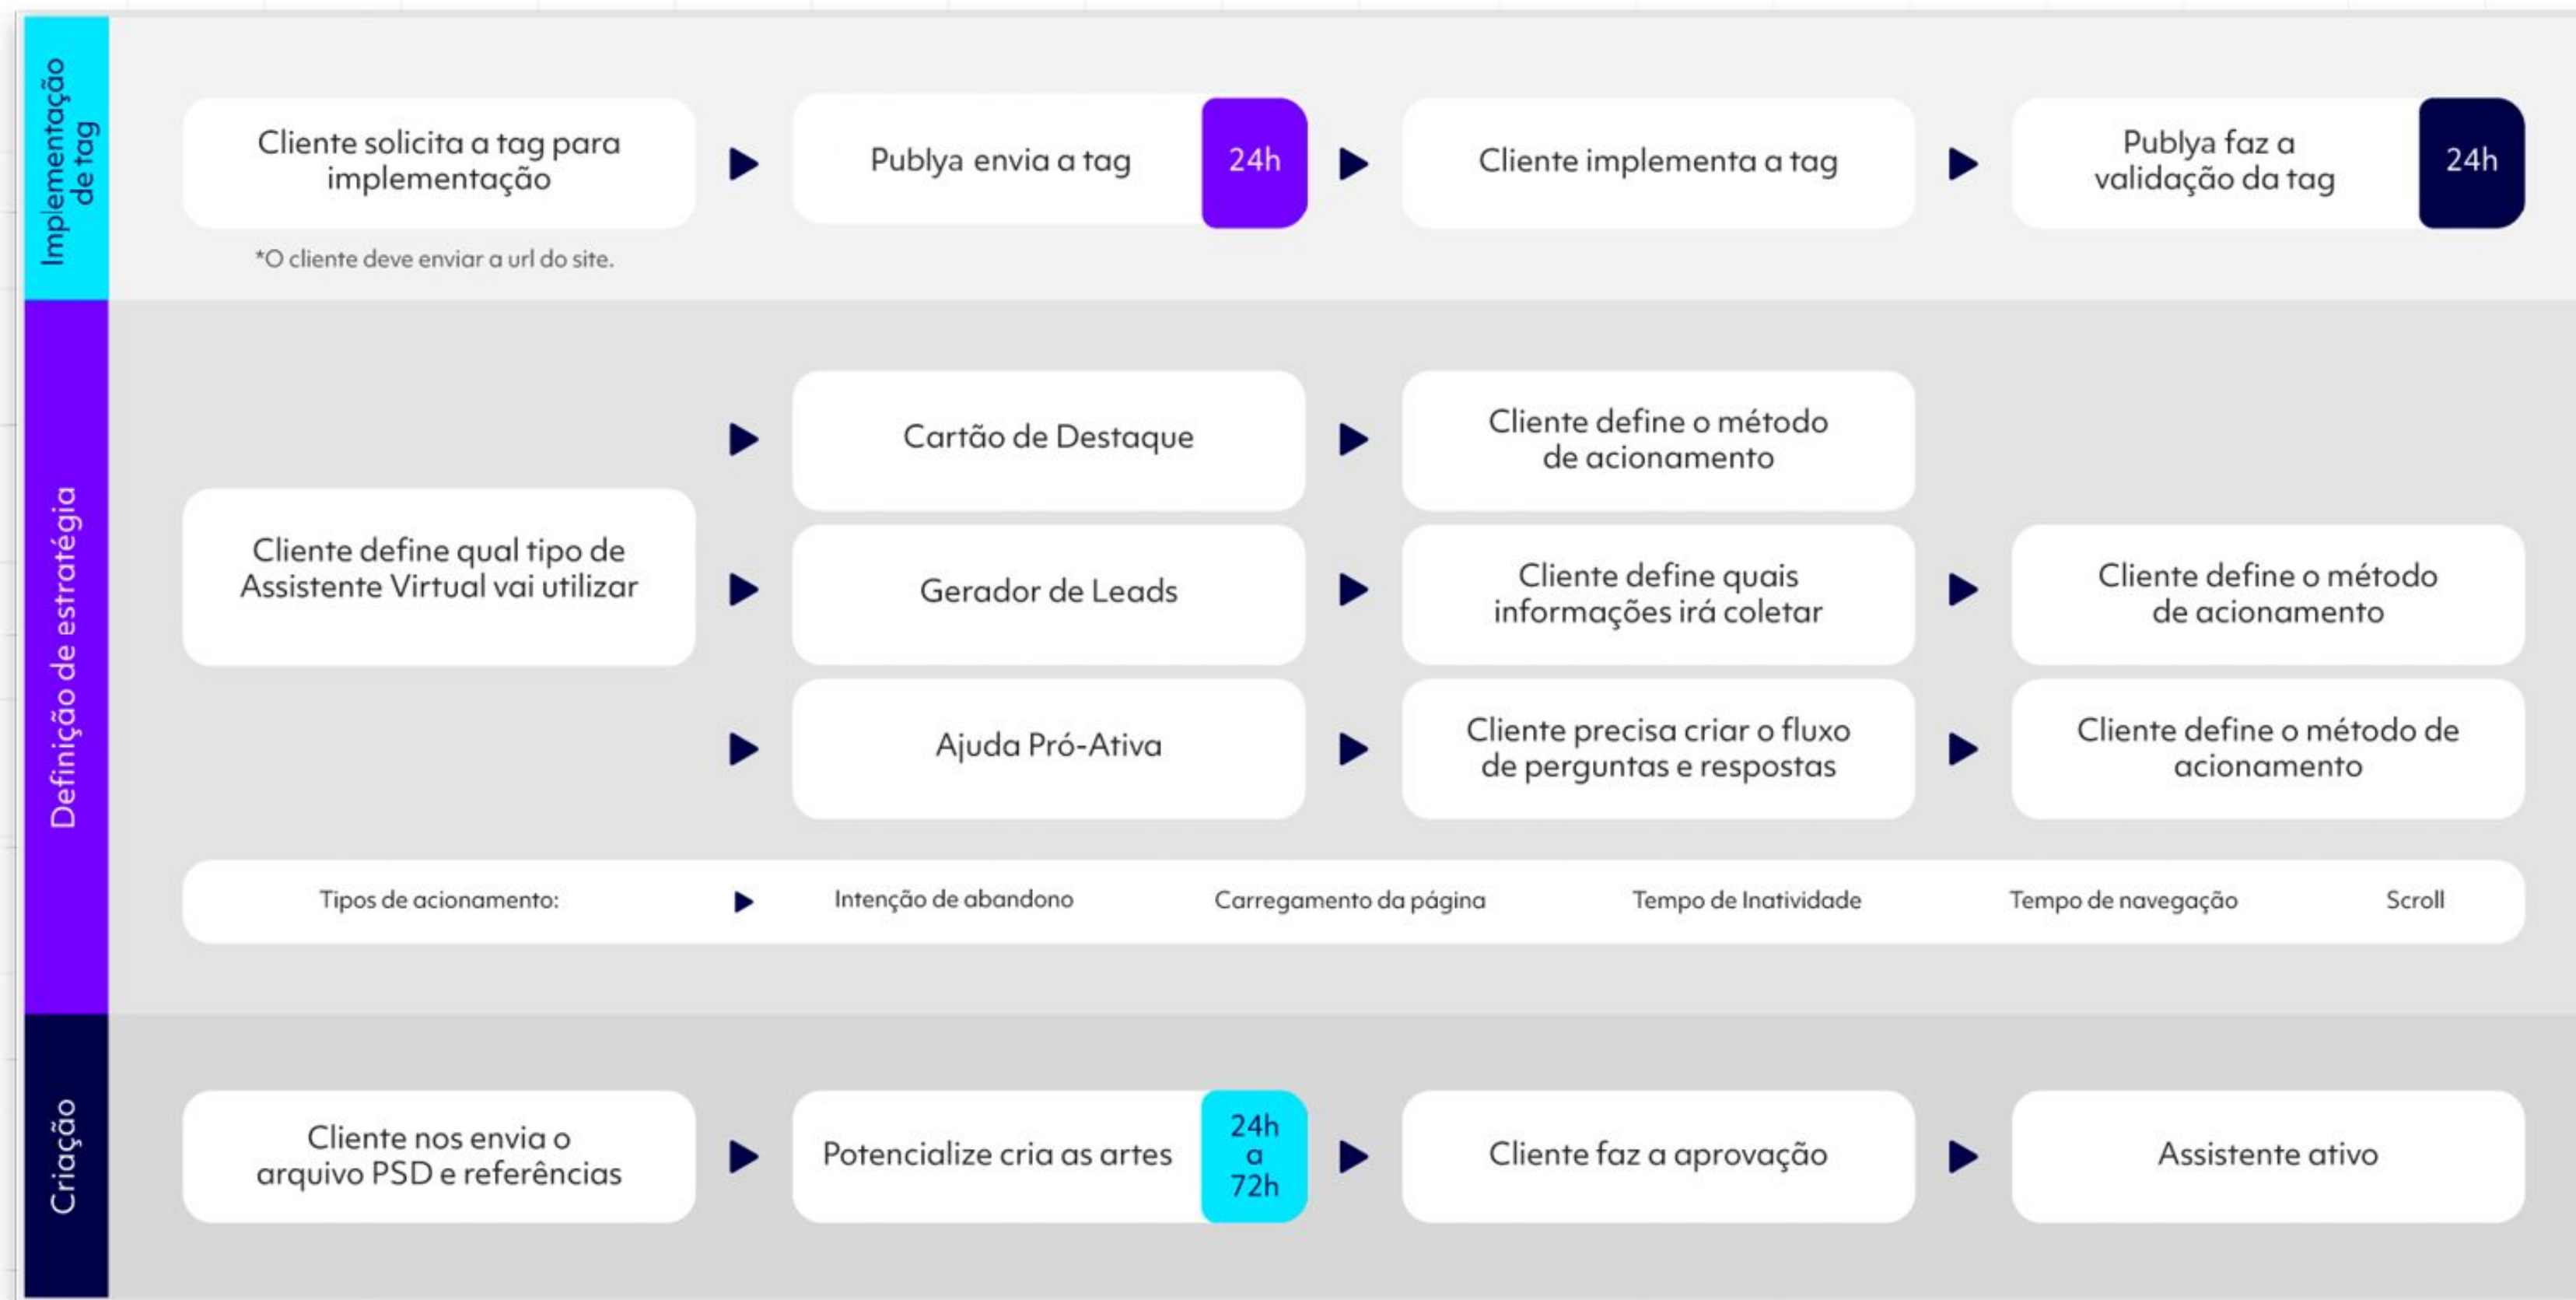 Implementação
de tag
Cliente solicita a tag para
implementação
*O cliente deve enviar a url do site.
Publya envia a tag
24h
Cliente implementa a tag
Publya faz a
validação da tag
24h
Definição de estratégia
Cliente define qual tipo de
Assistente Virtual vai utilizar
Cartão de Destaque
Cliente define o método
de acionamento
Gerador de Leads
Cliente define quais
informações irá coletar
Cliente define o método
de acionamento
Ajuda Pró-Ativa
Cliente precisa criar o fluxo
de perguntas e respostas
Cliente define o método de
acionamento
Tipos de acionamento:
Intenção de abandono
Carregamento da página
Tempo de Inatividade
Tempo de navegação
Scroll
Criação
Cliente nos envia o
arquivo PSD e referências
Potencialize cria as artes
24h
a
72h
Cliente faz a aprovação
Assistente ativo